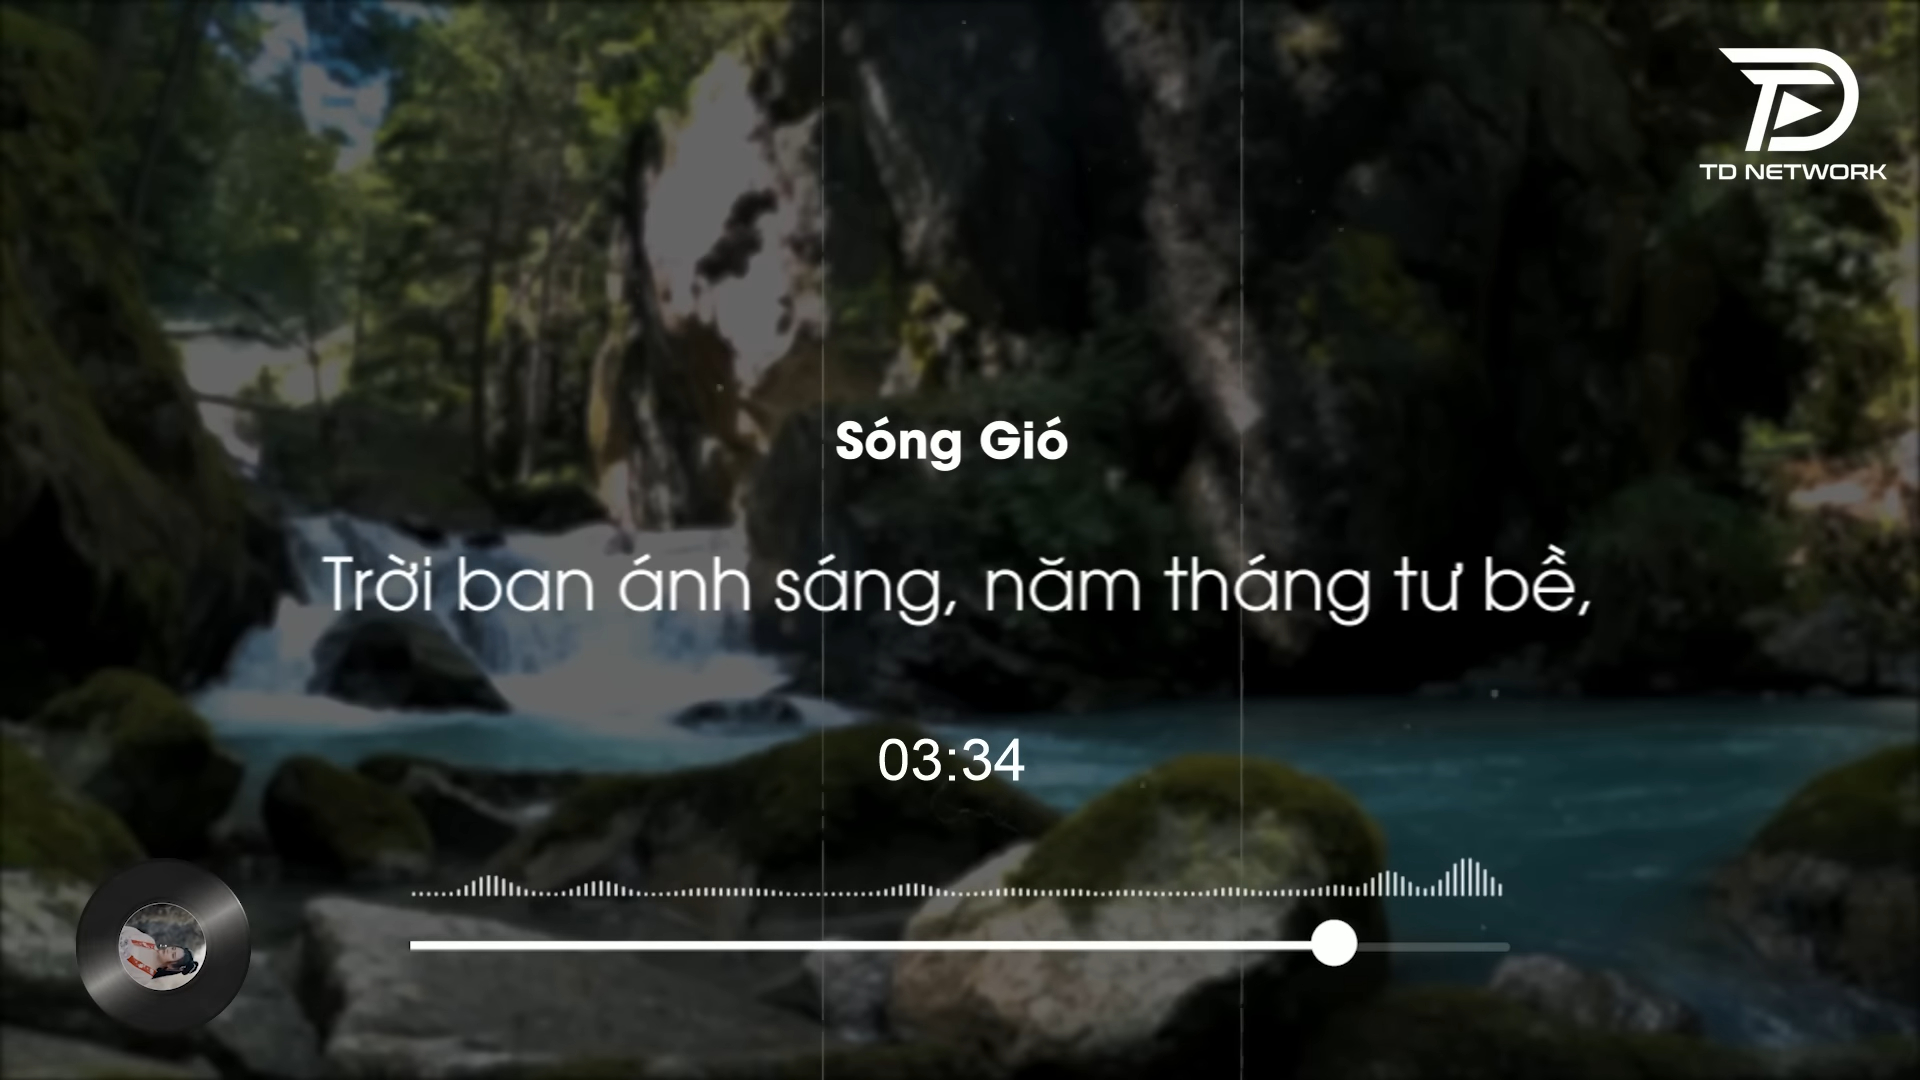 TD NETWORK
Sóng Gió
Trời ban ánh sáng, năm tháng tư bề,
03:34